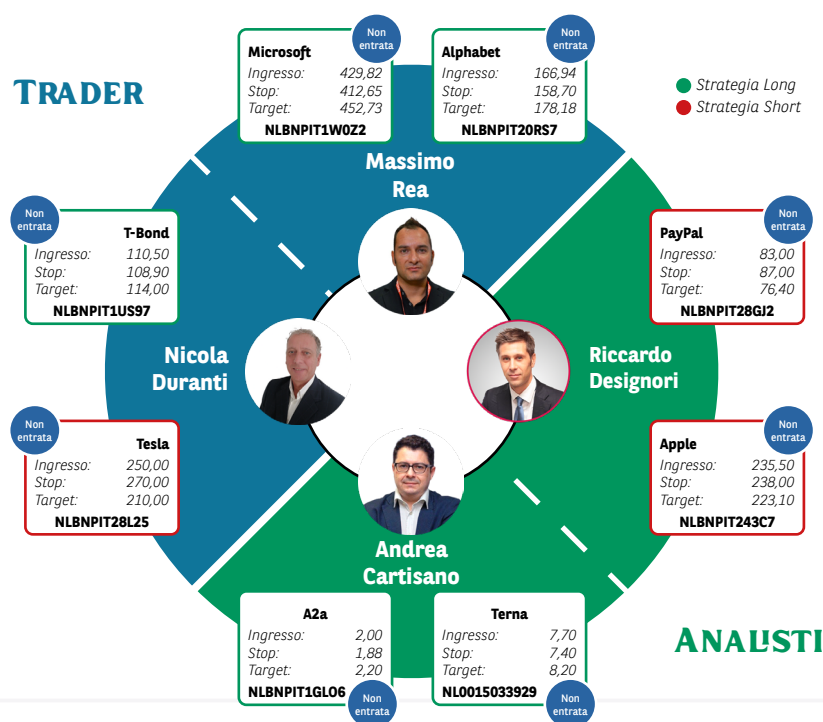 TRADER
Strategia Long
Strategia Short
Non
entrata
Microsoft
Ingresso: 429,82
Stop: 412,65
Target: 452,73
NLBNPIT1W0Z2
Non
entrata
Alphabet
Ingresso: 166,94
Stop: 158,70
Target: 178,18
NLBNPIT20RS7
Massimo
Rea
Non
entrata
T-Bond
Ingresso: 110,50
Stop: 108,90
Target: 114,00
NLBNPIT1US97
Non
entrata
PayPal
Ingresso: 83,00
Stop: 87,00
Target: 76,40
NLBNPIT28GJ2
Nicola
Duranti
Riccardo
Designori
Non
entrata
Tesla
Ingresso: 250,00
Stop: 270,00
Target: 210,00
NLBNPIT28L25
Non
entrata
Apple
Ingresso: 235,50
Stop: 238,00
Target: 223,10
NLBNPIT243C7
Andrea
Cartisano
A2a
Ingresso: 2,00
Stop: 1,88
Target: 2,20
NLBNPIT1GLO6
Non
entrata
Terna
Ingresso: 7,70
Stop: 7,40
Target: 8,20
NL0015033929
Non
entrata
ANALISTI